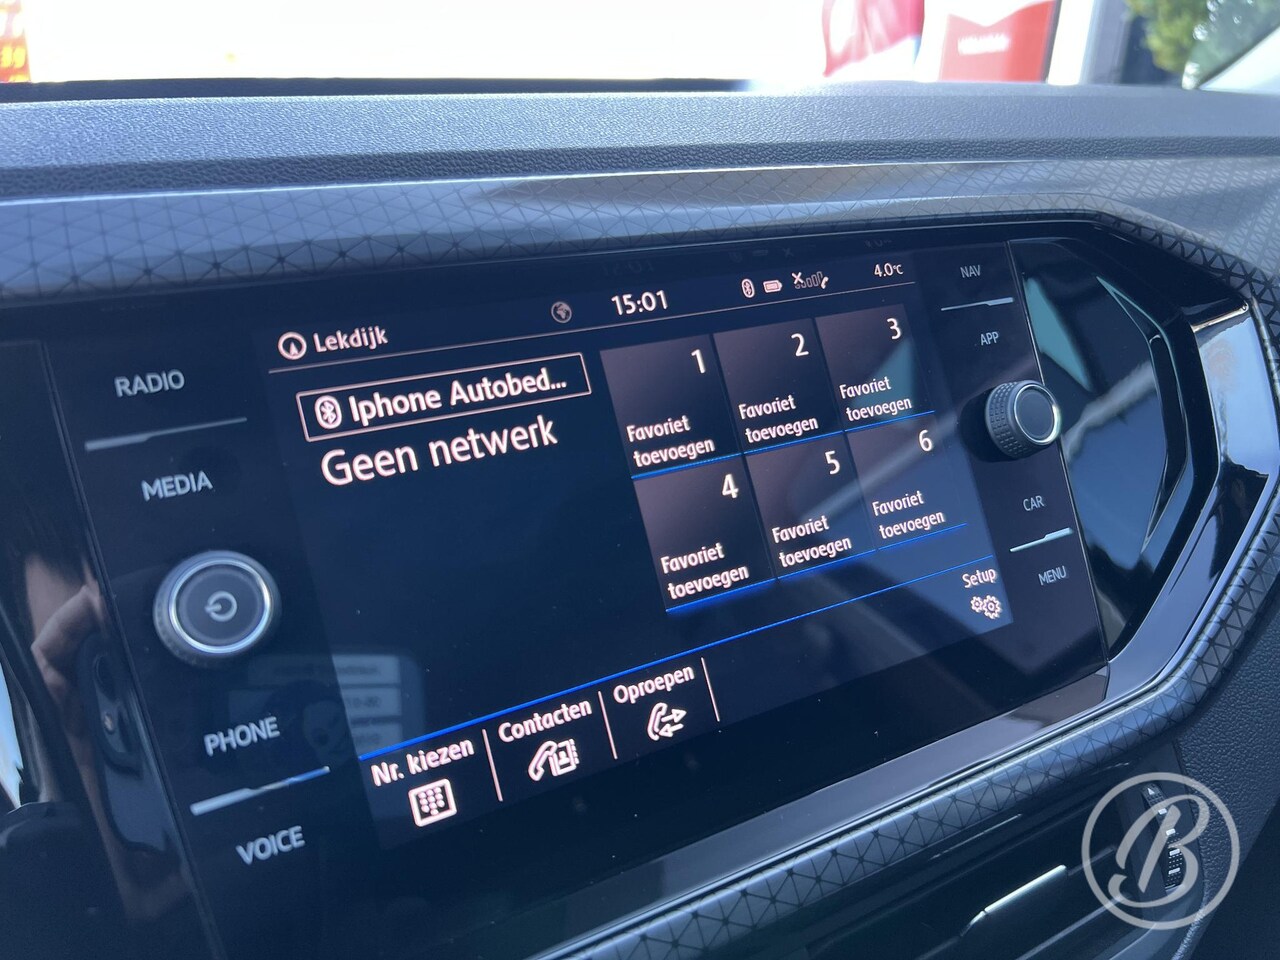 RADIO
MEDIA
PHONE
VOICE
Lekdijk
15:01
4.0°C
Iphone Autobed...
Geen netwerk
1
Favoriet
toevoegen
2
Favoriet
toevoegen
3
Favoriet
toevoegen
4
Favoriet
toevoegen
5
Favoriet
toevoegen
6
Favoriet
toevoegen
Setup
Nr. kiezen
Contacten
Oproepen
NAV
APP
CAR
MENU
B